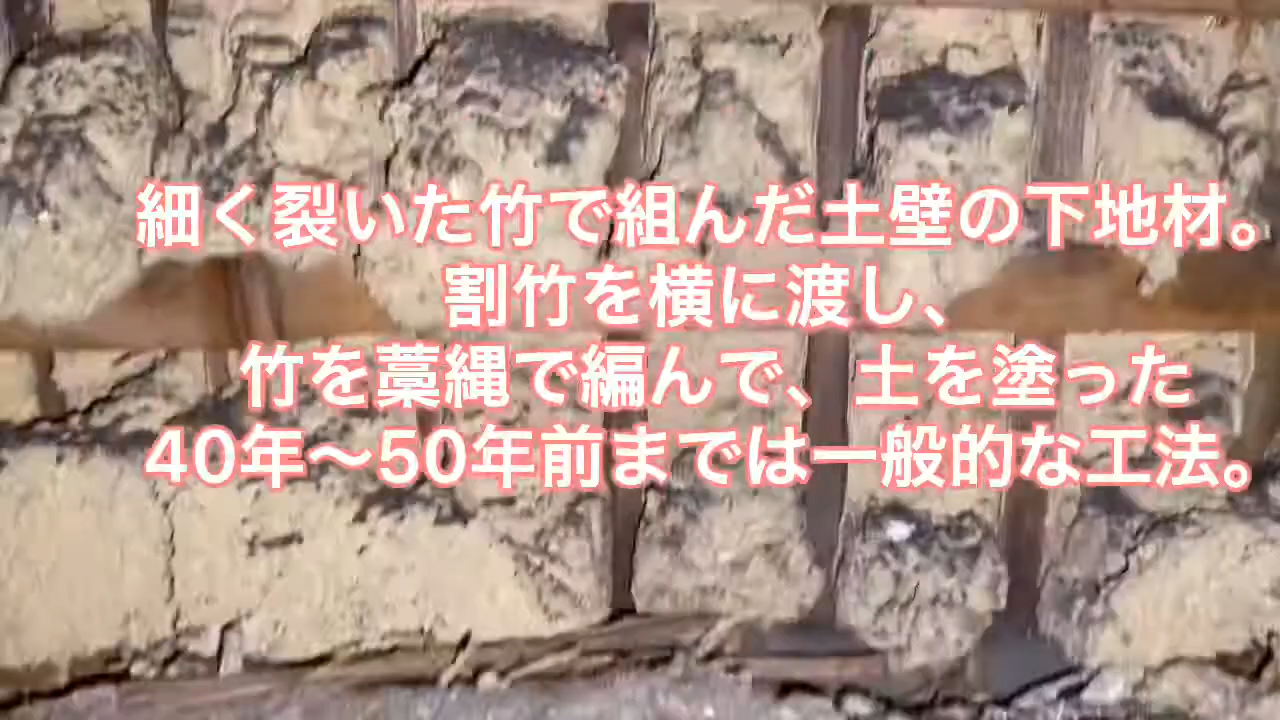 細く裂いた竹で組んだ土壁の下地材。
割竹を横に渡し、
竹を藁縄で編んで、土を塗った
40年〜50年前までは一般的な工法。